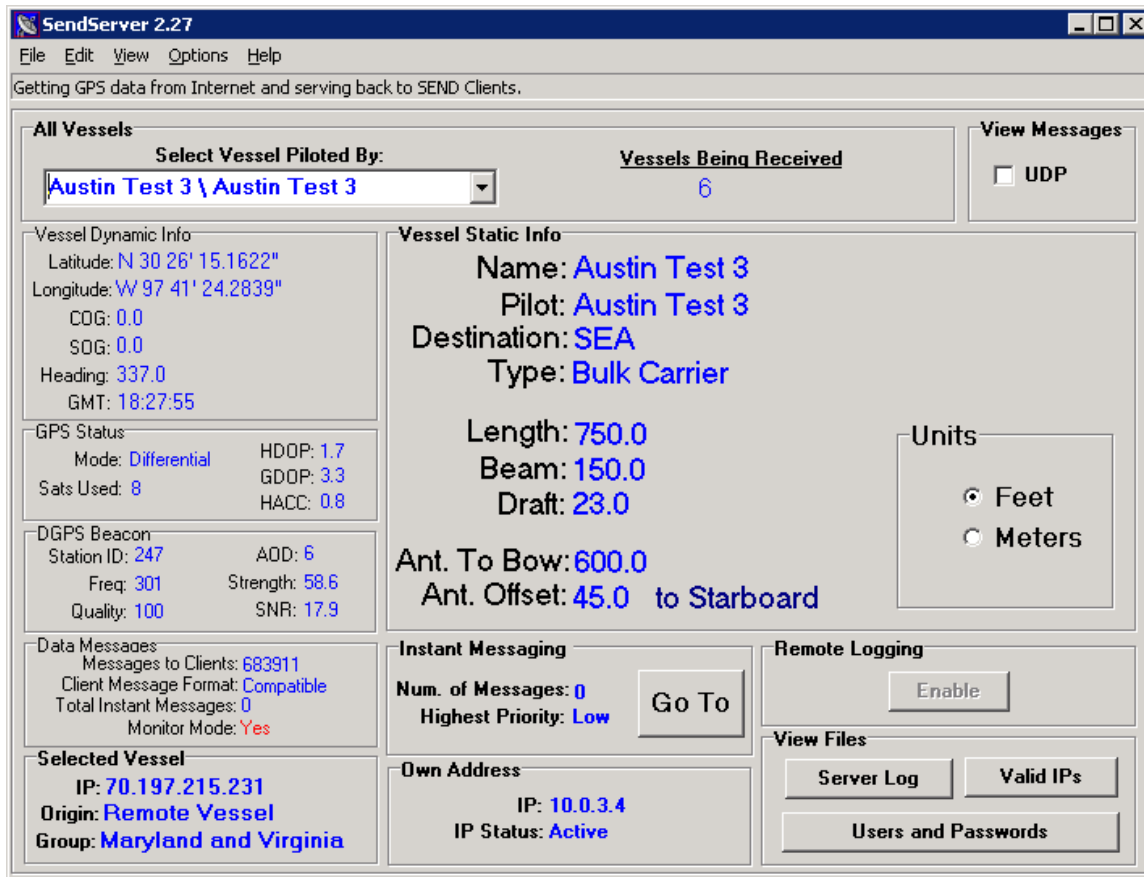 SendServer 2.27
File Edit View Options Help
Getting GPS data from Internet and serving back to SEND Clients.
All Vessels
Select Vessel Piloted By:
Austin Test 3 \ Austin Test 3
Vessels Being Received
6
View Messages
UDP
Vessel Dynamic Info
Latitude: N 30 26' 15.1622"
Longitude: W 97 41' 24.2839"
COG: 0.0
SOG: 0.0
Heading: 337.0
GMT: 18:27:55
GPS Status
Mode: Differential
Sats Used: 8
HDOP: 1.7
GDOP: 3.3
HACC: 0.8
DGPS Beacon
Station ID: 247
Freq: 301
Quality: 100
AOD: 6
Strength: 58.6
SNR: 17.9
Data Messages
Messages to Clients: 683911
Client Message Format: Compatible
Total Instant Messages: 0
Monitor Mode: Yes
Selected Vessel
IP: 70.197.215.231
Origin: Remote Vessel
Group: Maryland and Virginia
Vessel Static Info
Name: Austin Test 3
Pilot: Austin Test 3
Destination: SEA
Type: Bulk Carrier
Length: 750.0
Beam: 150.0
Draft: 23.0
Ant. To Bow: 600.0
Ant. Offset: 45.0 to Starboard
Units
Feet
Meters
Instant Messaging
Num. of Messages: 0
Highest Priority: Low
Go To
Own Address
IP: 10.0.3.4
IP Status: Active
Remote Logging
Enable
View Files
Server Log
Valid IPs
Users and Passwords